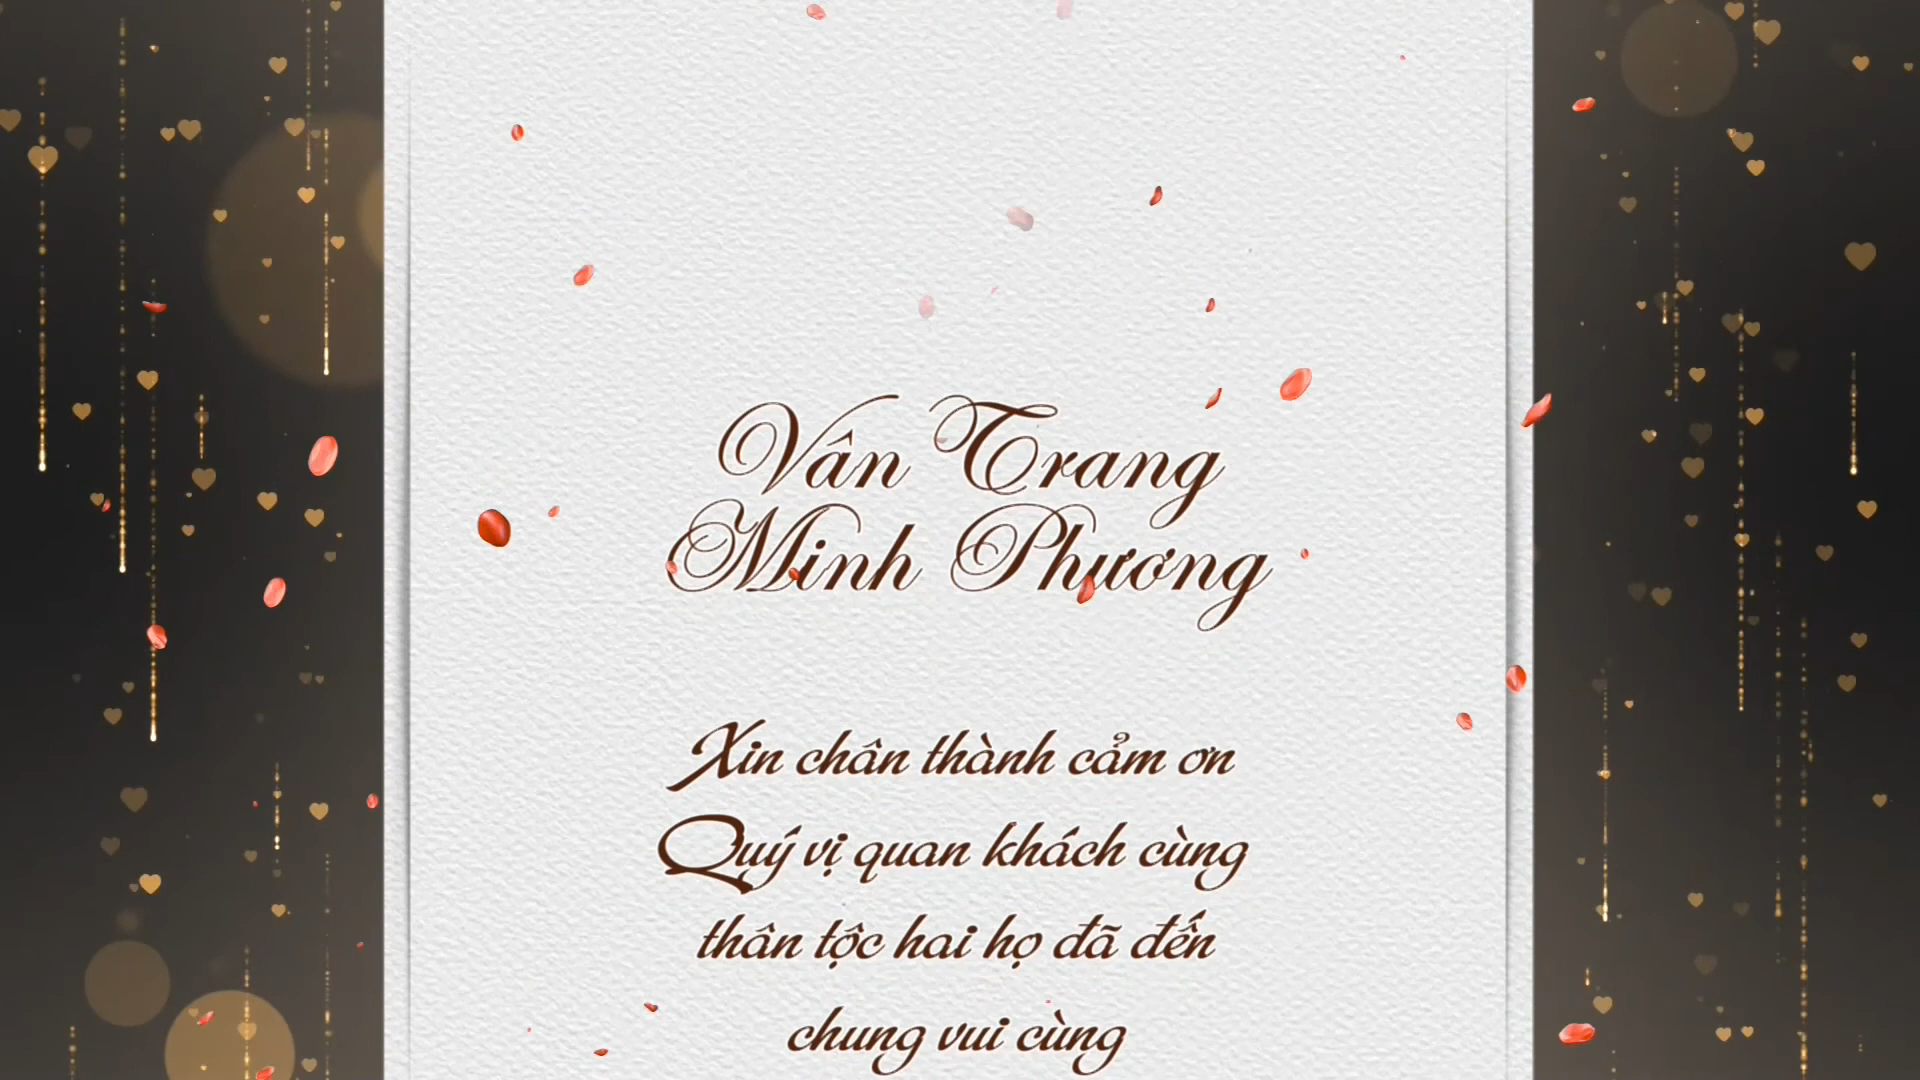 Vân Trang
Minh Phương
Xin chân thành cảm ơn
Quý vị quan khách cùng
thân tộc hai họ đã đến
chung vui cùng